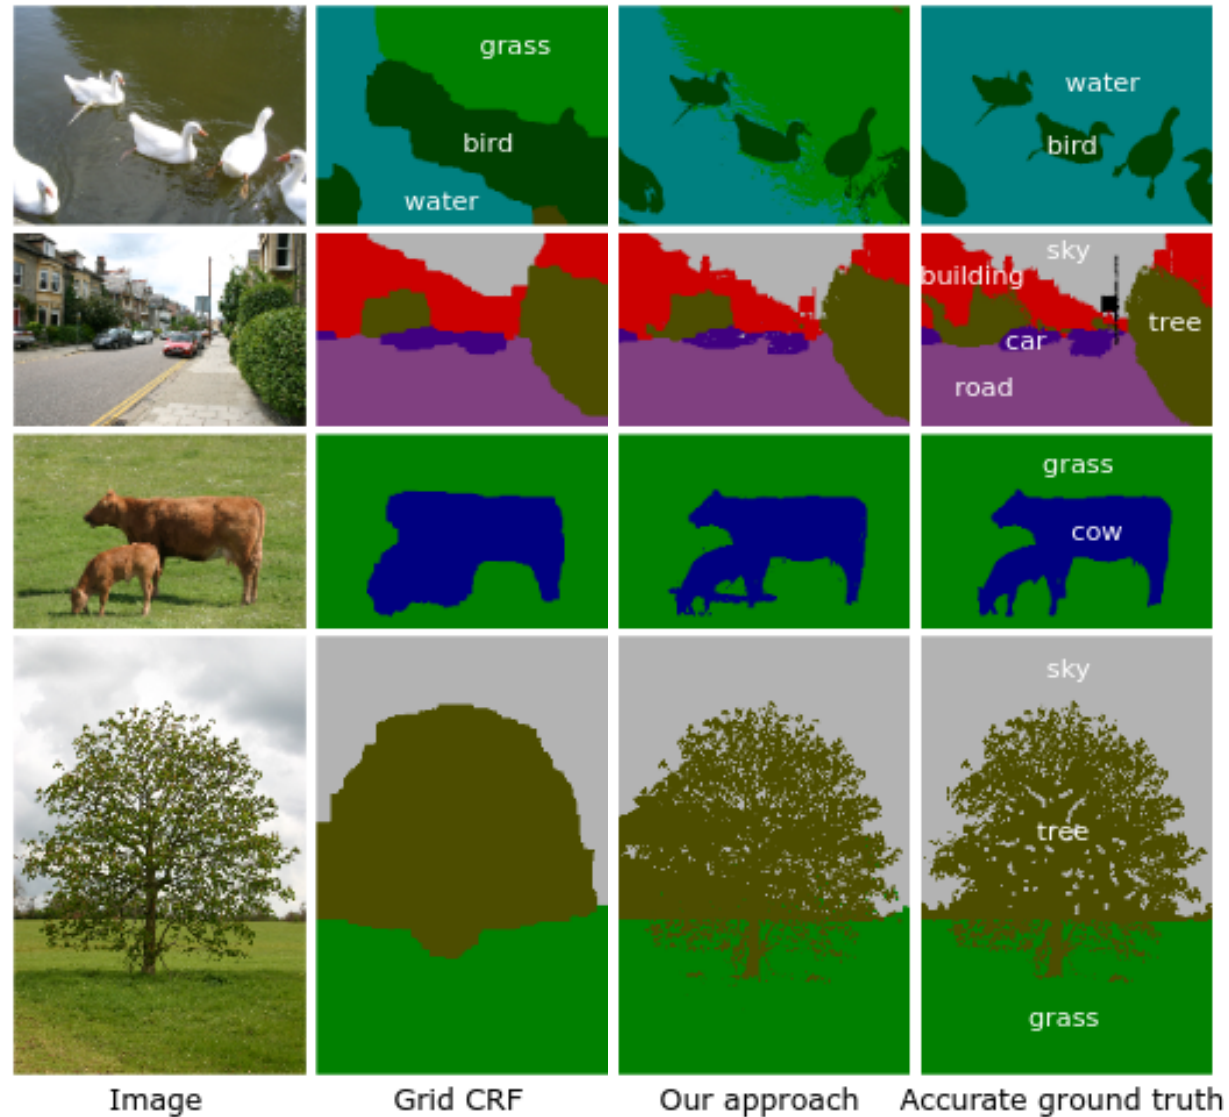 grass
bird
water
water
bird
sky
building
tree
car
road
grass
cow
sky
tree
grass
Image
Grid CRF
Our approach
Accurate ground truth